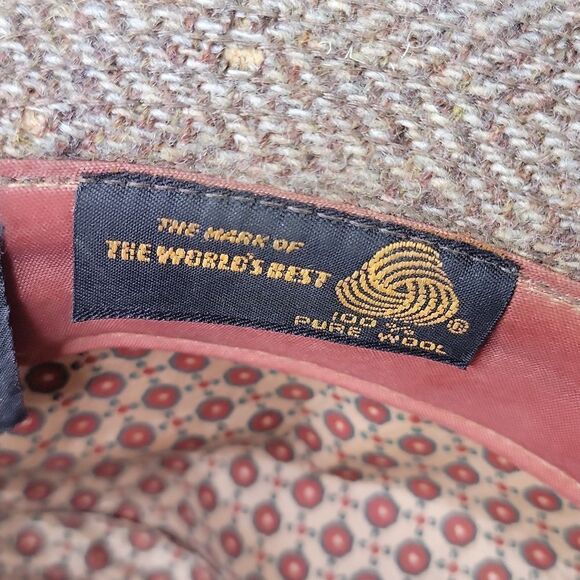 THE MARK OF
THE WORLD'S BEST
100 %
PURE WOOL
®